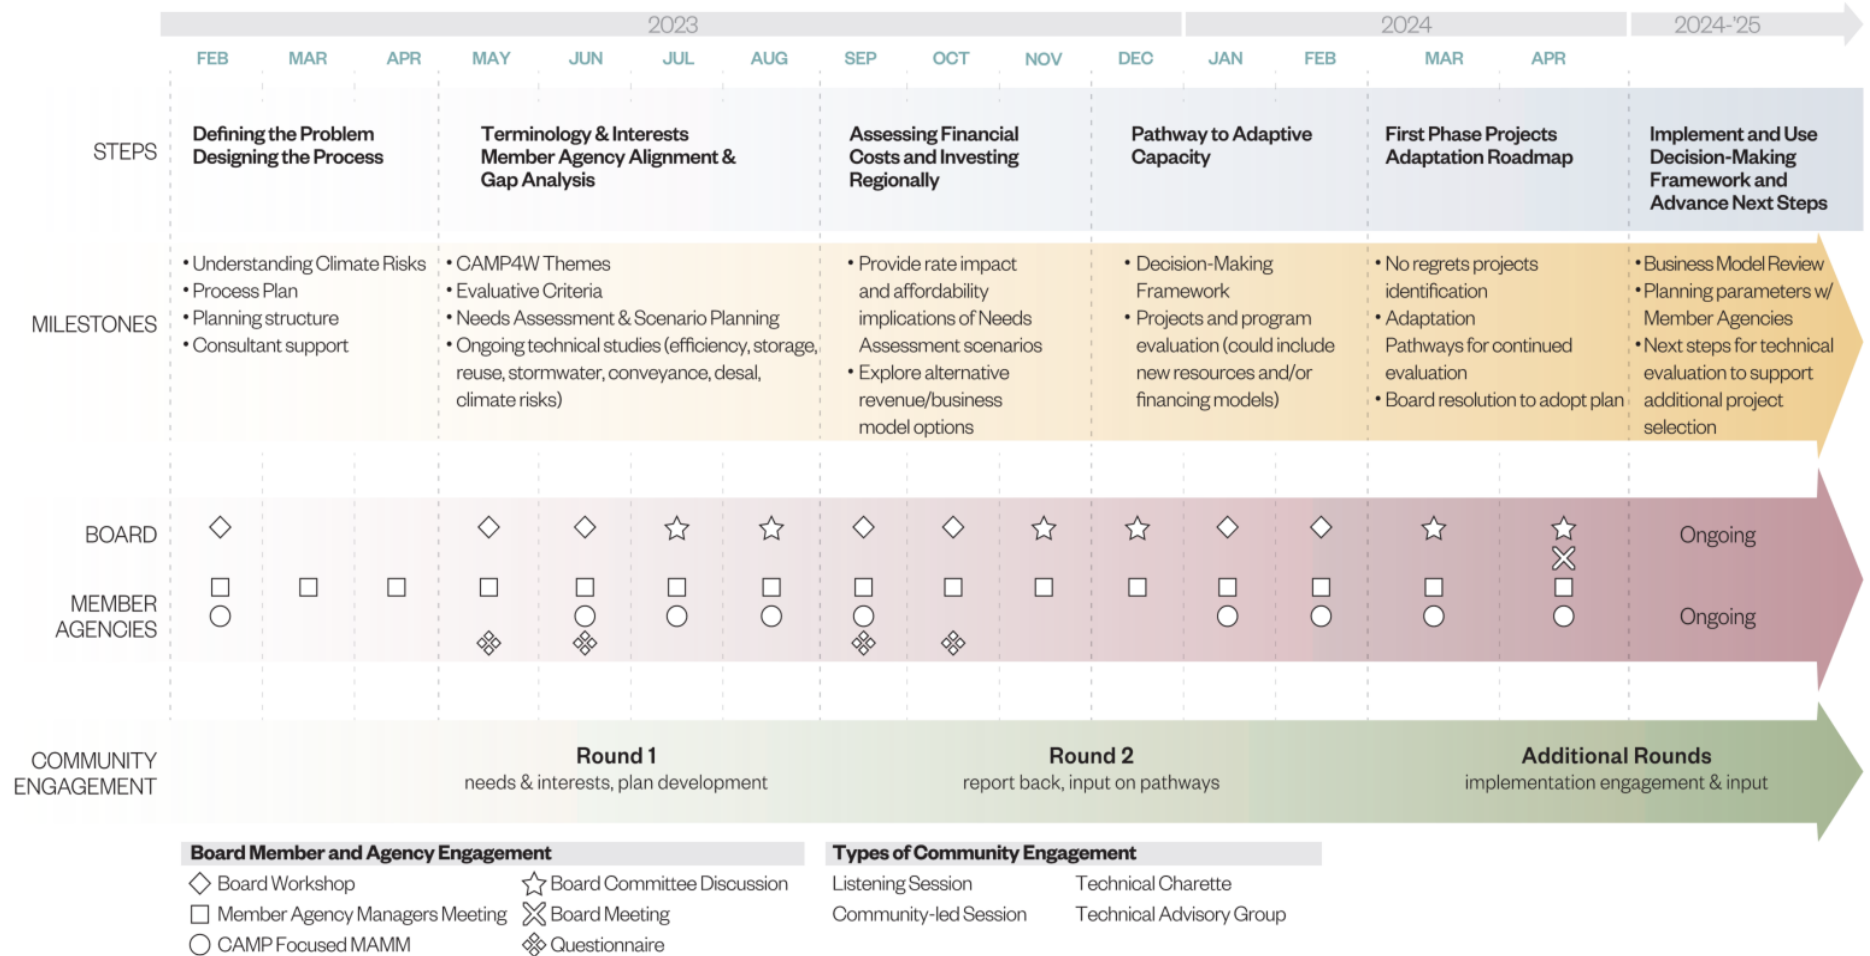 2023
2024
2024-'25
FEB
MAR
APR
MAY
JUN
JUL
AUG
SEP
OCT
NOV
DEC
JAN
FEB
MAR
APR
STEPS
Defining the Problem
Designing the Process
Terminology & Interests
Member Agency Alignment &
Gap Analysis
Assessing Financial
Costs and Investing
Regionally
Pathway to Adaptive
Capacity
First Phase Projects
Adaptation Roadmap
Implement and Use
Decision-Making
Framework and
Advance Next Steps
MILESTONES
• Understanding Climate Risks
• Process Plan
• Planning structure
• Consultant support
• CAMP4W Themes
• Evaluative Criteria
• Needs Assessment & Scenario Planning
• Ongoing technical studies (efficiency, storage,
reuse, stormwater, conveyance, desal,
climate risks)
• Provide rate impact
and affordability
implications of Needs
Assessment scenarios
• Explore alternative
revenue/business
model options
• Decision-Making
Framework
• Projects and program
evaluation (could include
new resources and/or
financing models)
• No regrets projects
identification
• Adaptation
Pathways for continued
evaluation
• Board resolution to adopt plan
• Business Model Review
• Planning parameters w/
Member Agencies
• Next steps for technical
evaluation to support
additional project
selection
BOARD
Ongoing
MEMBER
AGENCIES
Ongoing
COMMUNITY
ENGAGEMENT
Round 1
needs & interests, plan development
Round 2
report back, input on pathways
Additional Rounds
implementation engagement & input
Board Member and Agency Engagement
Board Workshop
Board Committee Discussion
Member Agency Managers Meeting
Board Meeting
CAMP Focused MAMM
Questionnaire
Types of Community Engagement
Listening Session
Technical Charette
Community-led Session
Technical Advisory Group